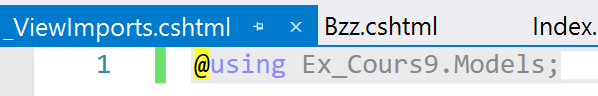 _ViewImports.cshtml Bzz.cshtml Index.
1 @using Ex_Cours9.Models;